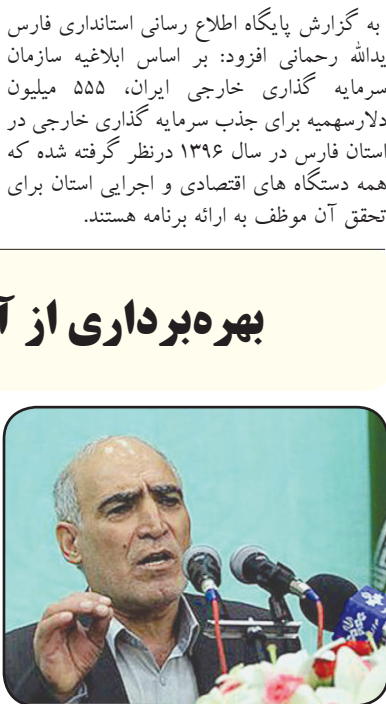 به گزارش پایگاه اطلاع رسانی استانداری فارس
یدالله رحمانی افزود: بر اساس ابلاغیه سازمان
سرمایه گذاری خارجی ایران، ۵۵۵ میلیون
دلارسهمیه برای جذب سرمایه گذاری خارجی در
استان فارس در سال ۱۳۹۶ درنظر گرفته شده که
همه دستگاه های اقتصادی و اجرایی استان برای
تحقق آن موظف به ارائه برنامه هستند.
بهره‌برداری از